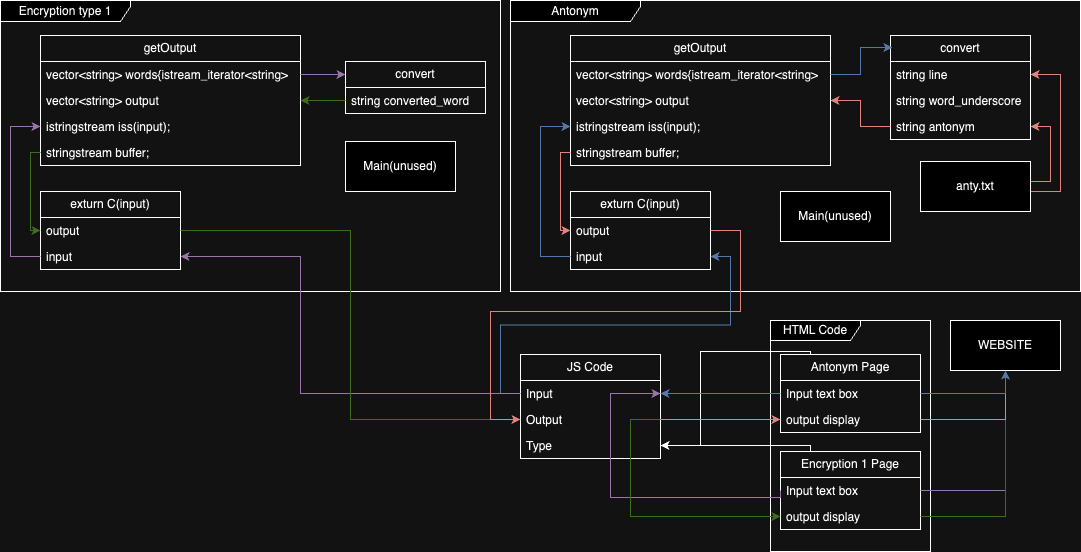 Encryption type 1
getOutput
vector<string> words{istream_iterator<string>
vector<string> output
istringstream iss(input);
stringstream buffer;
convert
string converted_word
Main(unused)
exturn C(input)
output
input
Antonym
getOutput
vector<string> words{istream_iterator<string>
vector<string> output
istringstream iss(input);
stringstream buffer;
convert
string line
string word_underscore
string antonym
anty.txt
Main(unused)
exturn C(input)
output
input
JS Code
Input
Output
Type
HTML Code
Antonym Page
Input text box
output display
Encryption 1 Page
Input text box
output display
WEBSITE